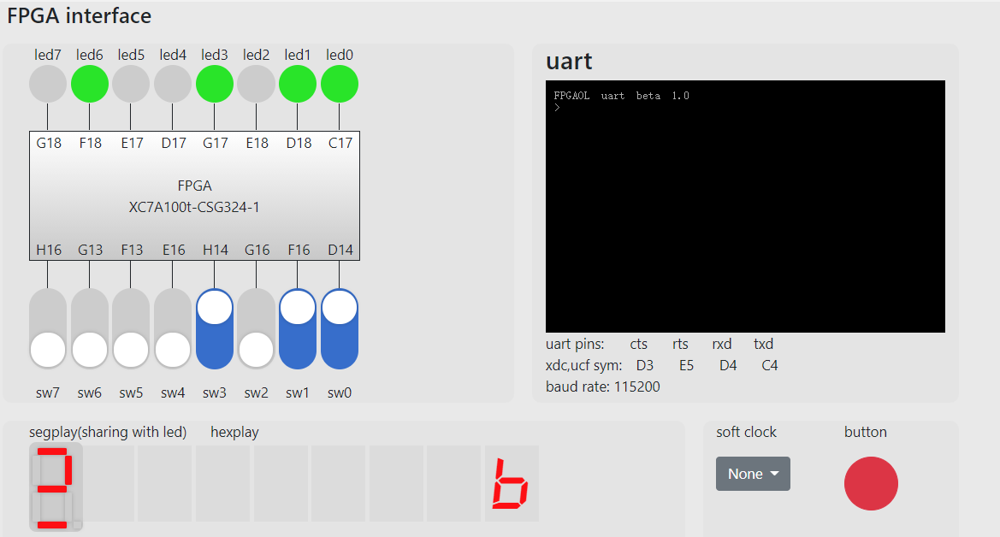 FPGA interface
led7 led6 led5 led4 led3 led2 led1 led0
G18 F18 E17 D17 G17 E18 D18 C17
FPGA
XC7A100t-CSG324-1
H16 G13 F13 E16 H14 G16 F16 D14
sw7 sw6 sw5 sw4 sw3 sw2 sw1 sw0
uart
FPGAOL uart beta 1.0
>
uart pins: cts rts rxd txd
xdc,ucf sym: D3 E5 D4 C4
baud rate: 115200
segplay(sharing with led) hexplay
b
soft clock button
None